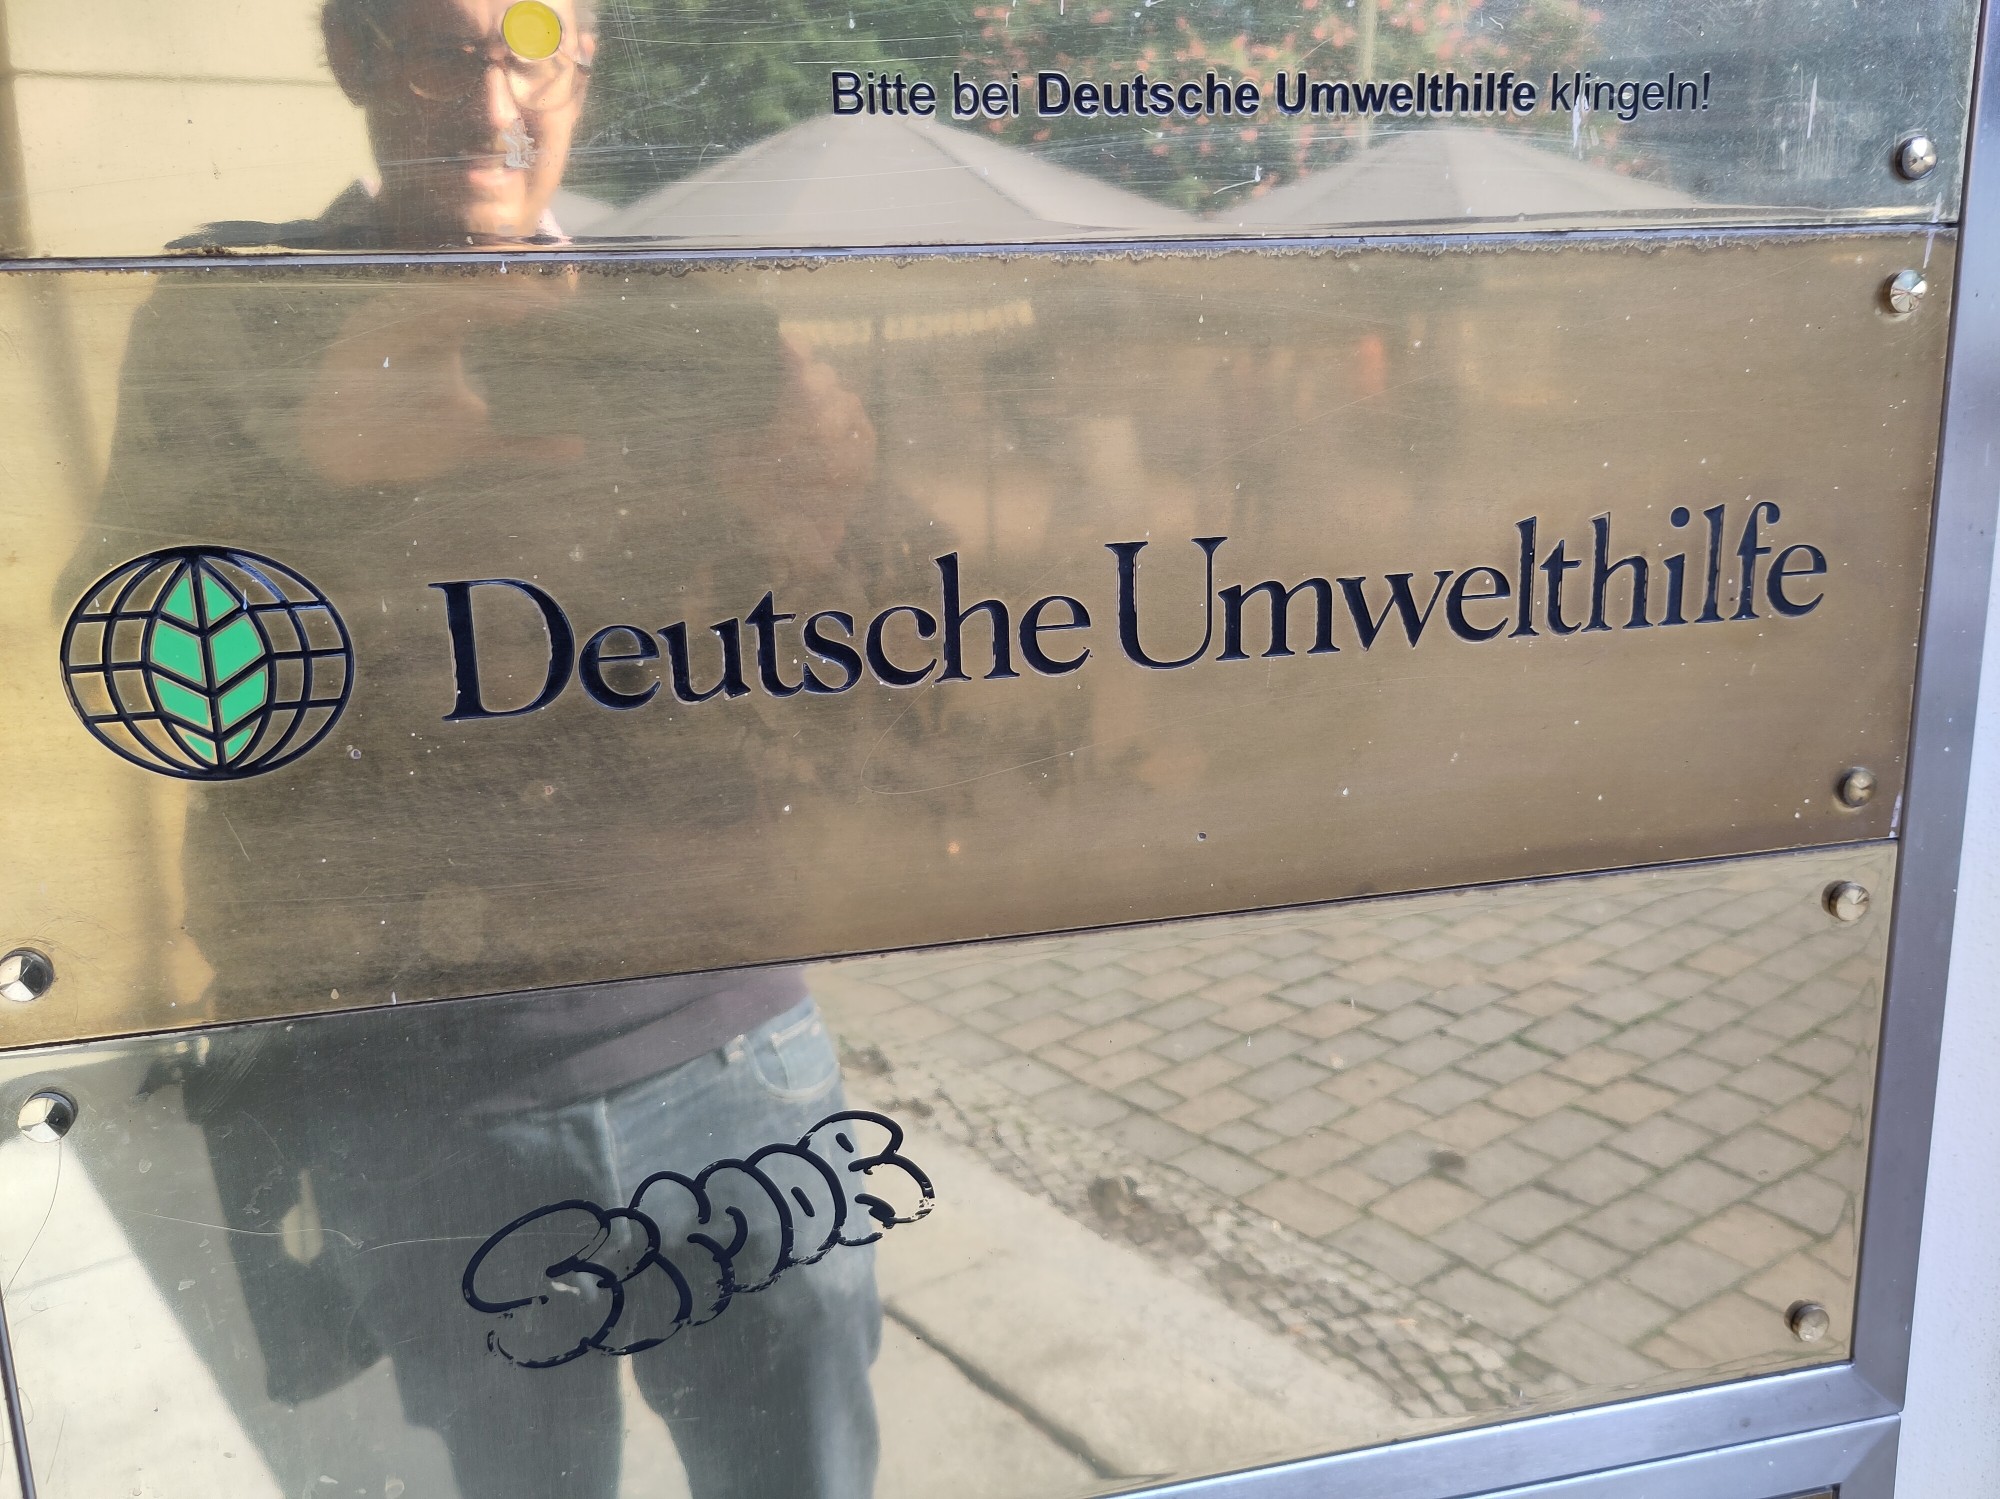 Bitte bei Deutsche Umwelthilfe klingeln!
Deutsche Umwelthilfe